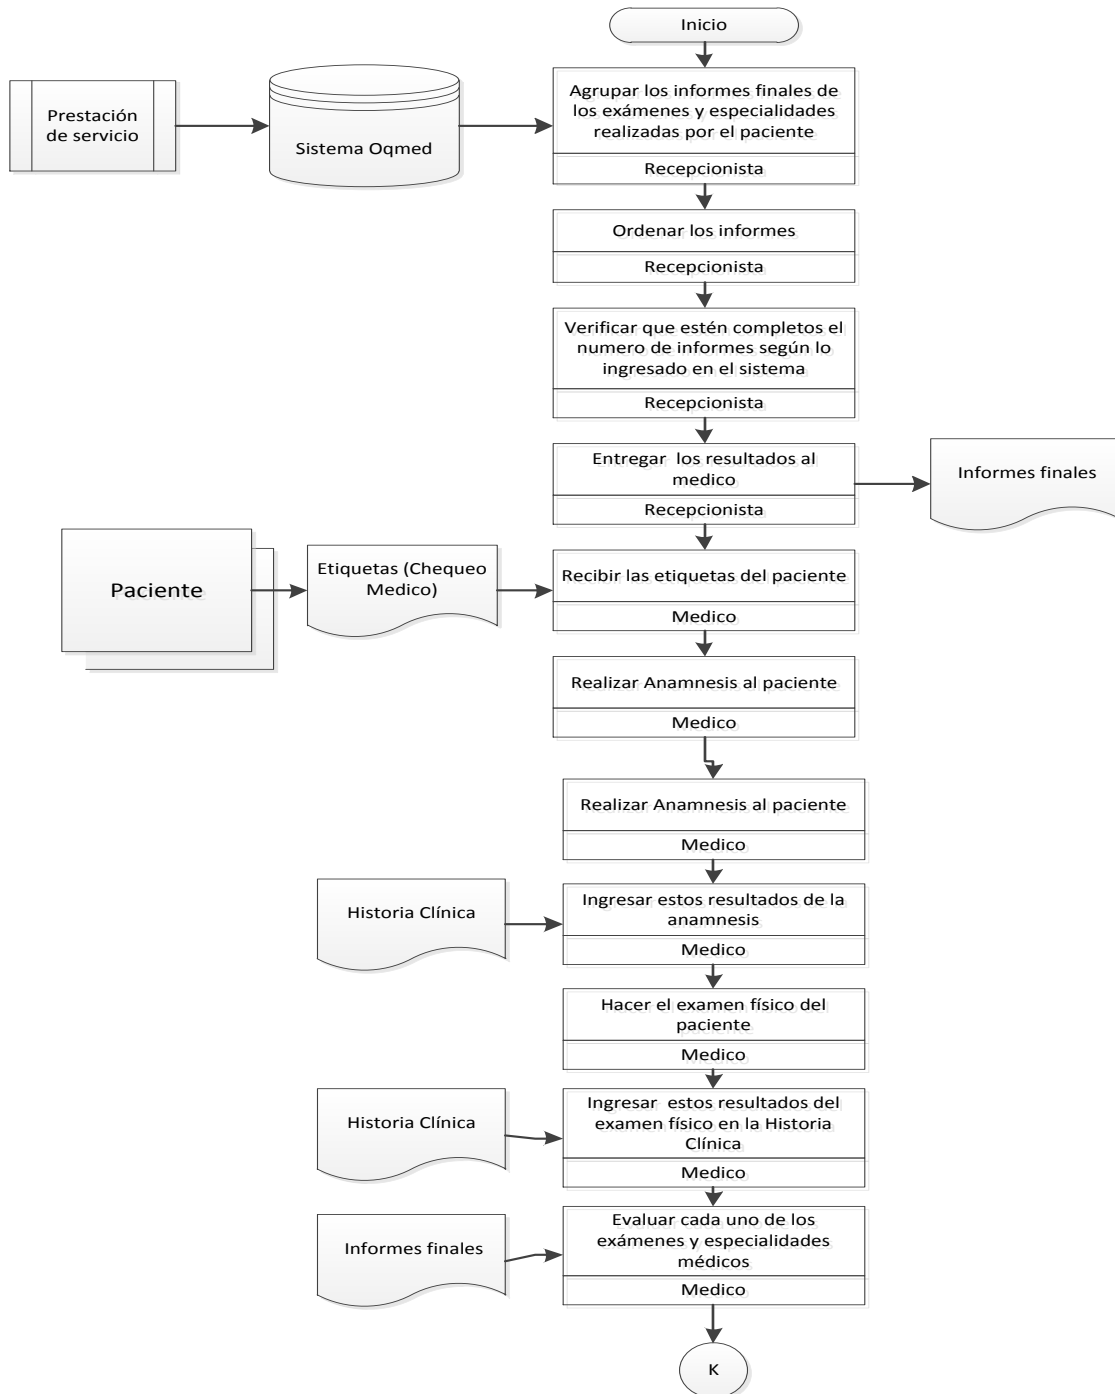 Inicio
Prestación
de servicio
Sistema Oqmed
Agrupar los informes finales de
los exámenes y especialidades
realizadas por el paciente
Recepcionista
Ordenar los informes
Recepcionista
Verificar que estén completos el
numero de informes según lo
ingresado en el sistema
Recepcionista
Entregar los resultados al
medico
Recepcionista
Informes finales
Paciente
Etiquetas (Chequeo
Medico)
Recibir las etiquetas del paciente
Medico
Realizar Anamnesis al paciente
Medico
Realizar Anamnesis al paciente
Medico
Historia Clínica
Ingresar estos resultados de la
anamnesis
Medico
Hacer el examen físico del
paciente
Medico
Historia Clínica
Ingresar estos resultados del
examen físico en la Historia
Clínica
Medico
Informes finales
Evaluar cada uno de los
exámenes y especialidades
médicos
Medico
K